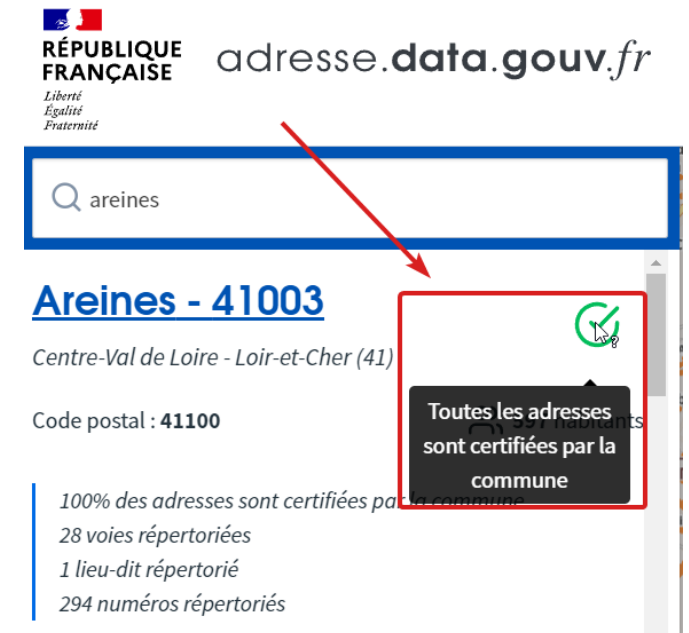 RÉPUBLIQUE
FRANÇAISE
Liberté
Égalité
Fraternité
adresse.data.gouv.fr
areines
Areines - 41003
Centre-Val de Loire - Loir-et-Cher (41)
Code postal : 41100
597 habitants
Toutes les adresses
sont certifiées par la
commune
100% des adresses sont certifiées par la commune
28 voies répertoriées
1 lieu-dit répertorié
294 numéros répertoriés